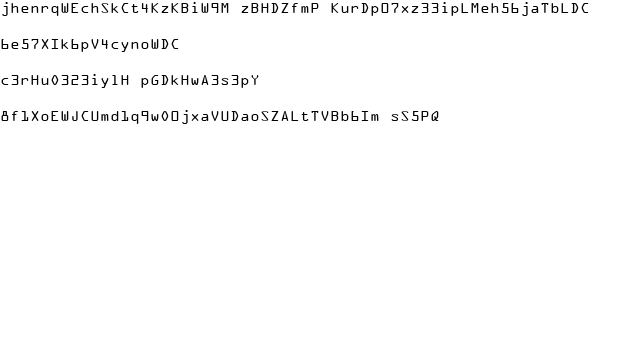 jhenrqWEchSkCt4KzKBiW9M zBHDZfmP KurDpO7xz33ipLMeh56jaTbLDC
6e57XIk6pV4cynoWDC
c3rHu0323iy1H pGDkHwA3s3pY
8f1XoEWJCUmd1q9w0OjxaVUDaoSZALtTVBb6Im sS5PQ